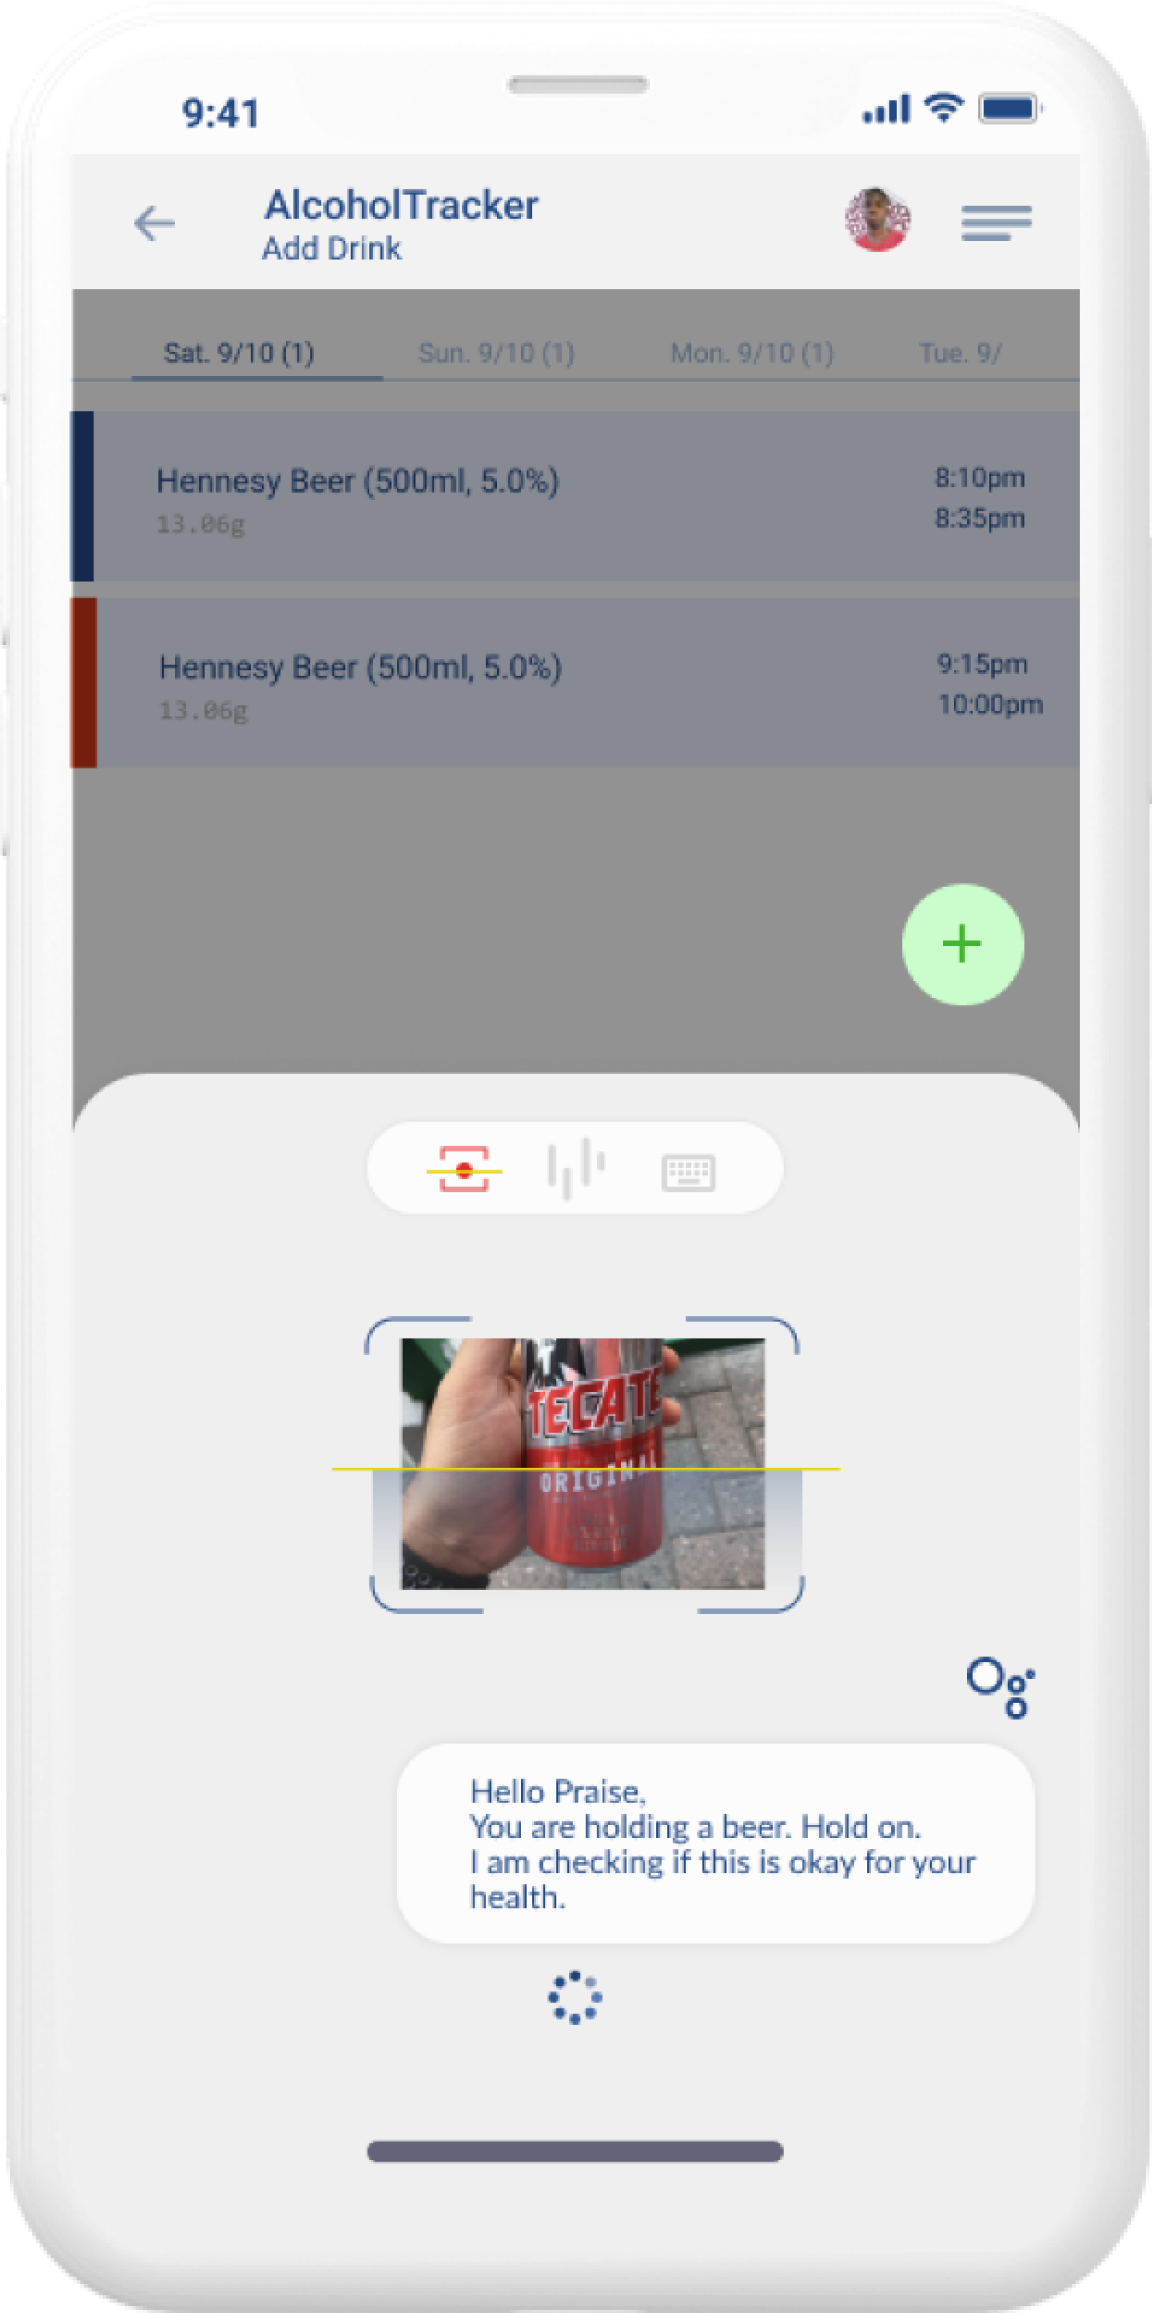 9:41
AlcoholTracker
Add Drink
Sat. 9/10 (1) Sun. 9/10 (1) Mon. 9/10 (1) Tue. 9/
Hennesy Beer (500ml, 5.0%) 8:10pm
13.06g 8:35pm
Hennesy Beer (500ml, 5.0%) 9:15pm
13.06g 10:00pm
+
TECATE
ORIGINAL
Hello Praise,
You are holding a beer. Hold on.
I am checking if this is okay for your
health.